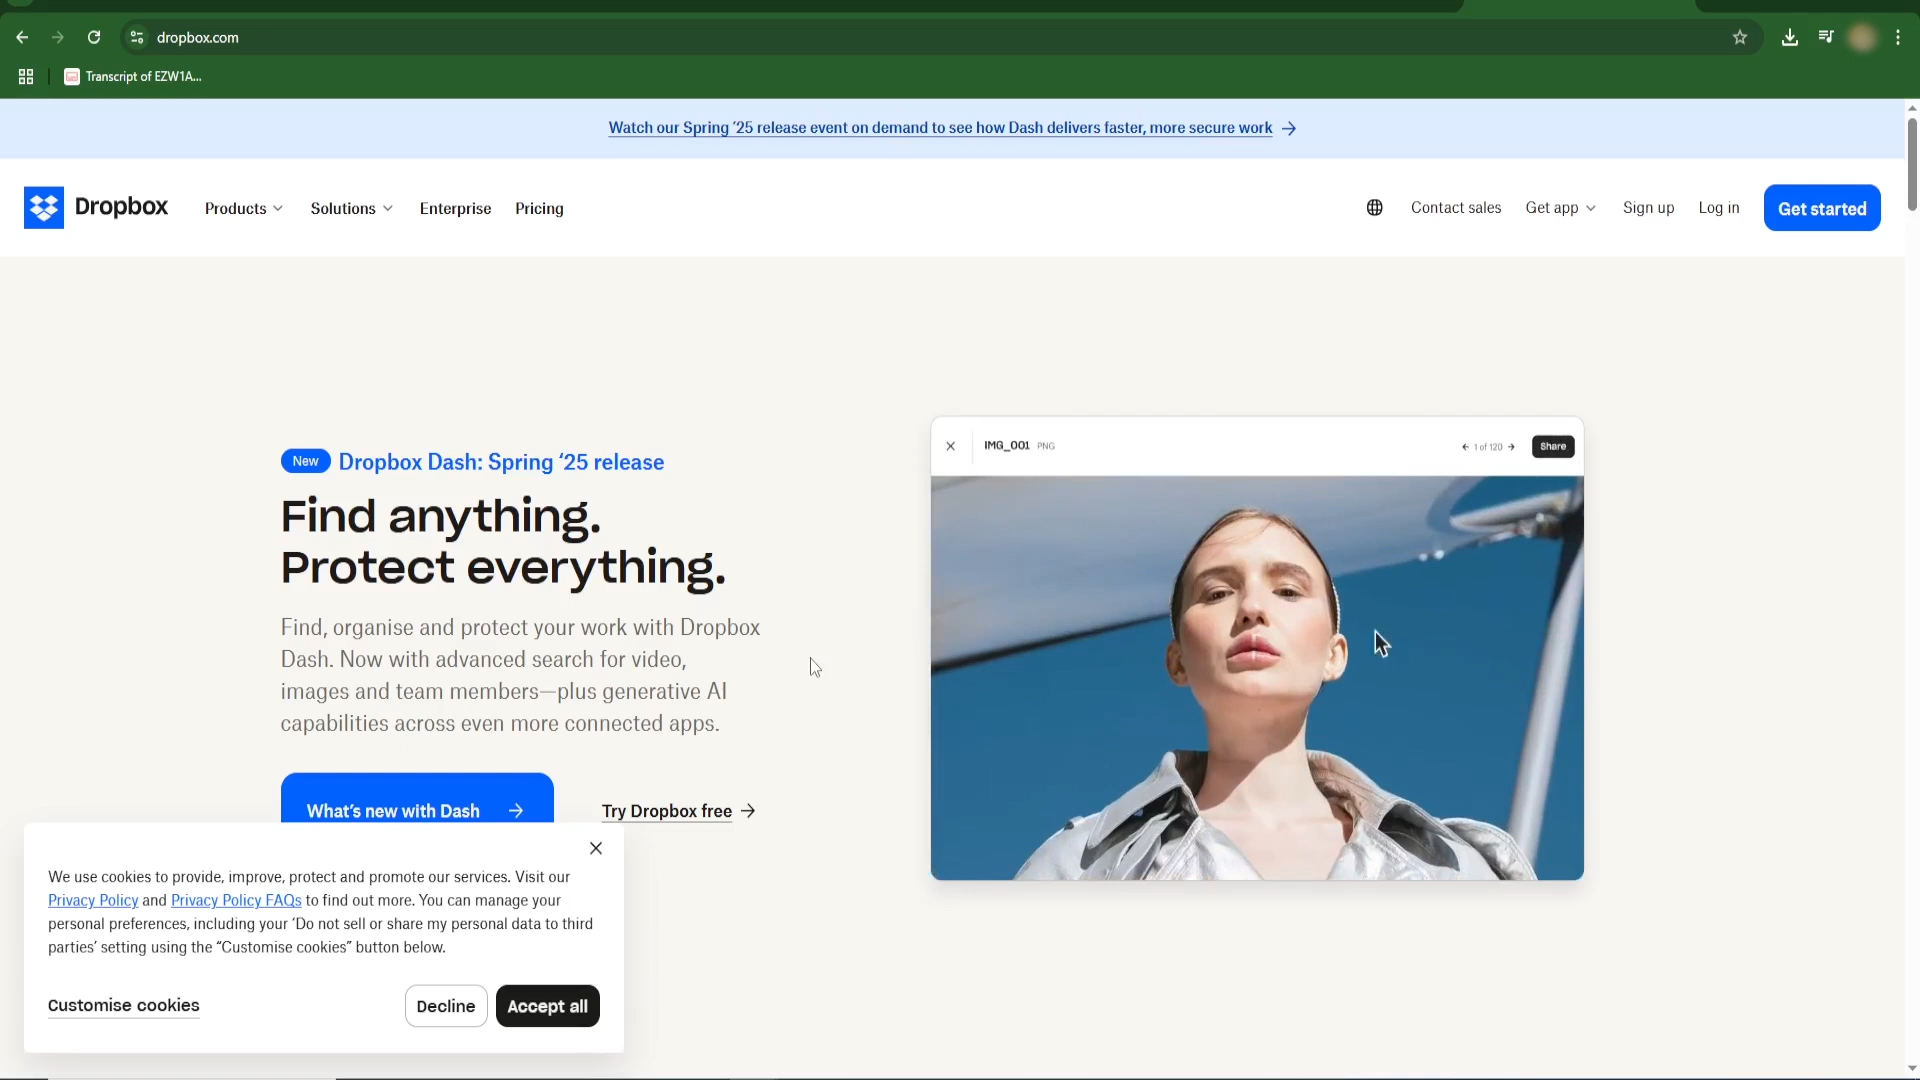 dropbox.com
Transcript of EZW1A...
Watch our Spring ‘25 release event on demand to see how Dash delivers faster, more secure work
Dropbox
Products
Solutions
Enterprise
Pricing
Contact sales
Get app
Sign up
Log in
Get started
New
Dropbox Dash: Spring ‘25 release
Find anything.
Protect everything.
Find, organise and protect your work with Dropbox
Dash. Now with advanced search for video,
images and team members—plus generative AI
capabilities across even more connected apps.
What’s new with Dash
Try Dropbox free
IMG_001 PNG
1 of 120
Share
We use cookies to provide, improve, protect and promote our services. Visit our
Privacy Policy and Privacy Policy FAQs to find out more. You can manage your
personal preferences, including your ‘Do not sell or share my personal data to third
parties’ setting using the “Customise cookies” button below.
Customise cookies
Decline
Accept all